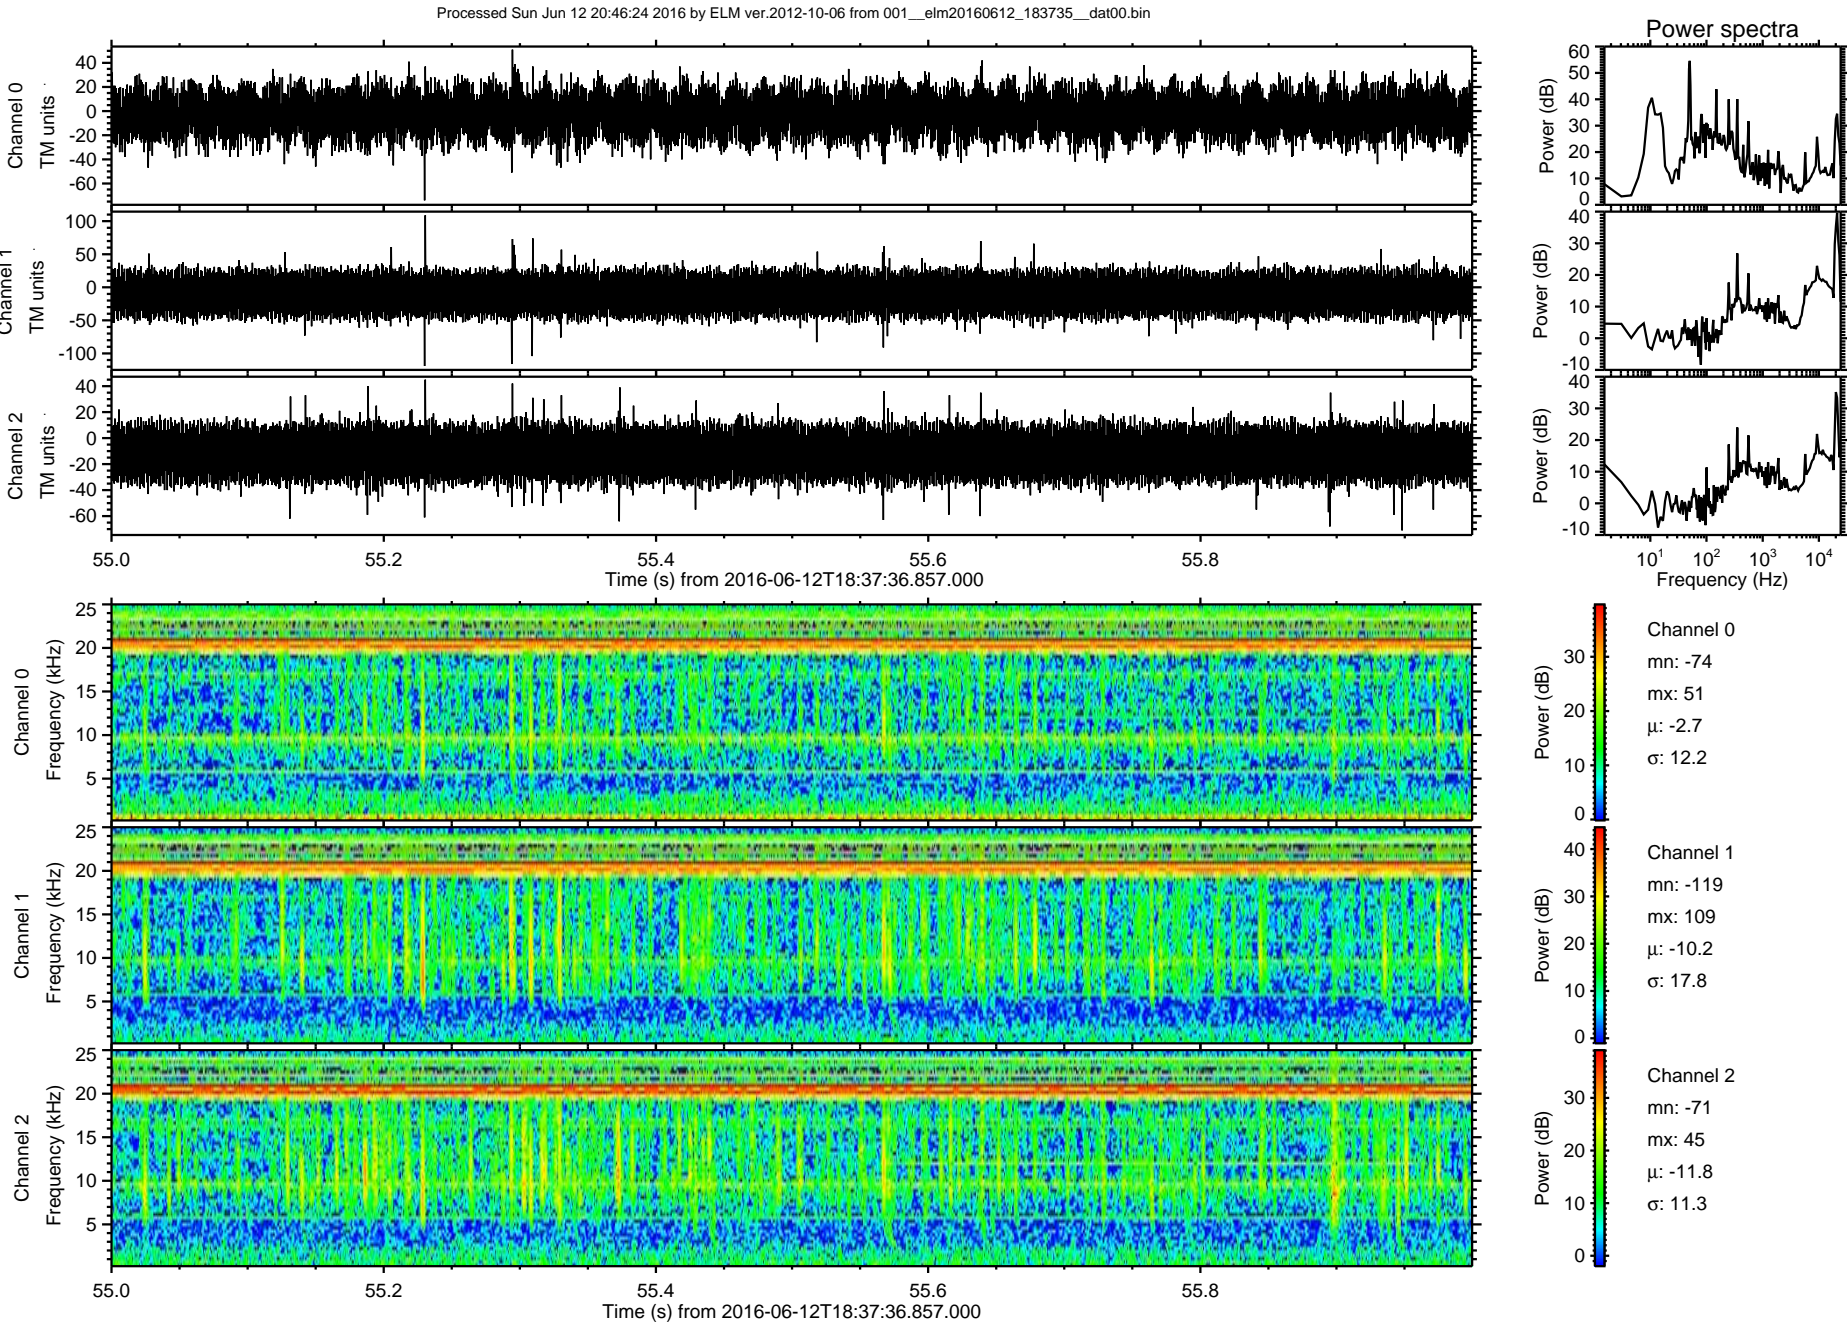 Processed Sun Jun 12 20:46:24 2016 by ELM ver.2012-10-06 from 001__elm20160612_183735__dat00.bin
Power spectra
Channel 0
TM units
40
20
0
-20
-40
-60
Power (dB)
60
50
40
30
20
10
0
Channel 1
TM units
100
50
0
-50
-100
Power (dB)
40
30
20
10
0
-10
Channel 2
TM units
40
20
0
-20
-40
-60
Power (dB)
40
30
20
10
0
-10
55.0 55.2 55.4 55.6 55.8
Time (s) from 2016-06-12T18:37:36.857.000
10¹ 10² 10³ 10⁴
Frequency (Hz)
Channel 0
Frequency (kHz)
25
20
15
10
5
Power (dB)
30
20
10
0
Channel 0
mn: -74
mx: 51
μ: -2.7
σ: 12.2
Channel 1
Frequency (kHz)
25
20
15
10
5
Power (dB)
40
30
20
10
0
Channel 1
mn: -119
mx: 109
μ: -10.2
σ: 17.8
Channel 2
Frequency (kHz)
25
20
15
10
5
Power (dB)
30
20
10
0
Channel 2
mn: -71
mx: 45
μ: -11.8
σ: 11.3
55.0 55.2 55.4 55.6 55.8
Time (s) from 2016-06-12T18:37:36.857.000